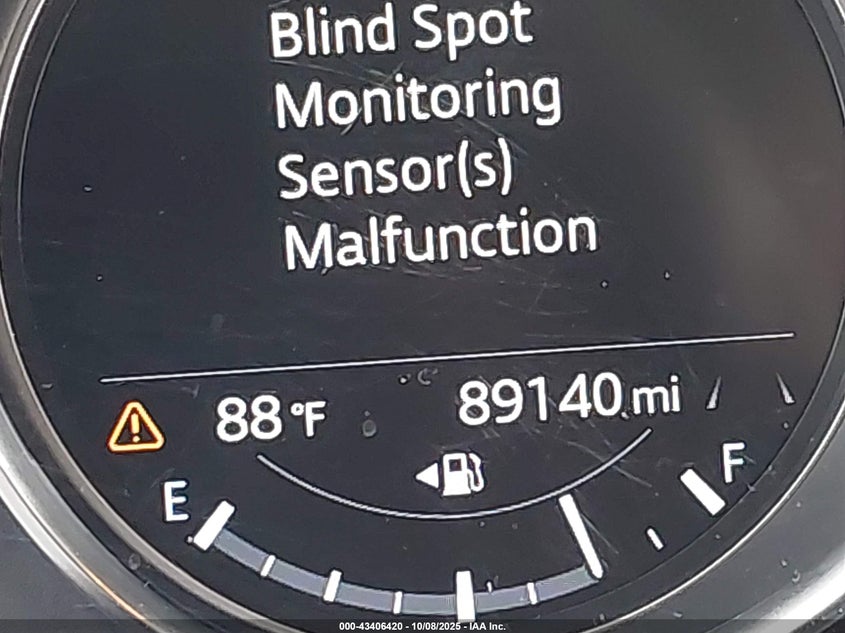 Blind Spot
Monitoring
Sensor(s)
Malfunction
88°F
89140 mi
E
F
000-43406420 - 10/08/2025 - IAA Inc.